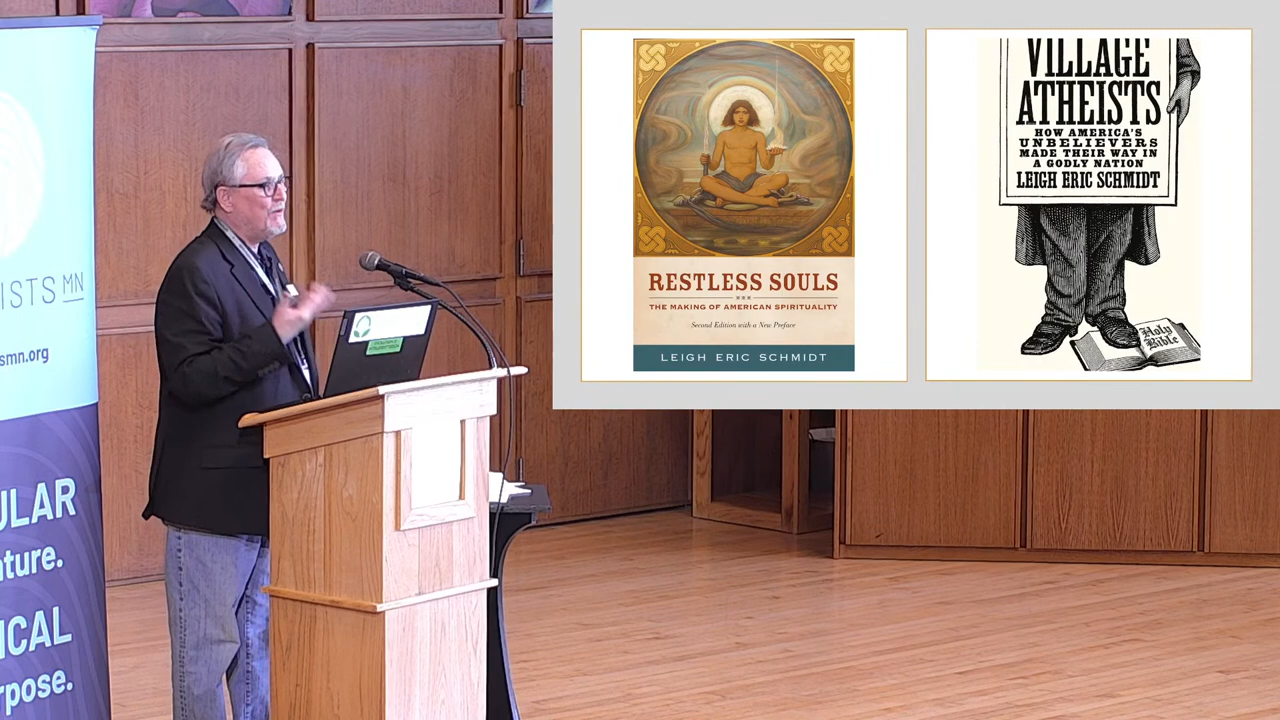 ISTS MN
smn.org
ULAR
ture.
ICAL
rpose.
RESTLESS SOULS
THE MAKING OF AMERICAN SPIRITUALITY
Second Edition with a New Preface
LEIGH ERIC SCHMIDT
VILLAGE
ATHEISTS
HOW AMERICA'S
UNBELIEVERS
MADE THEIR WAY IN
A GODLY NATION
LEIGH ERIC SCHMIDT
Holy
Bible